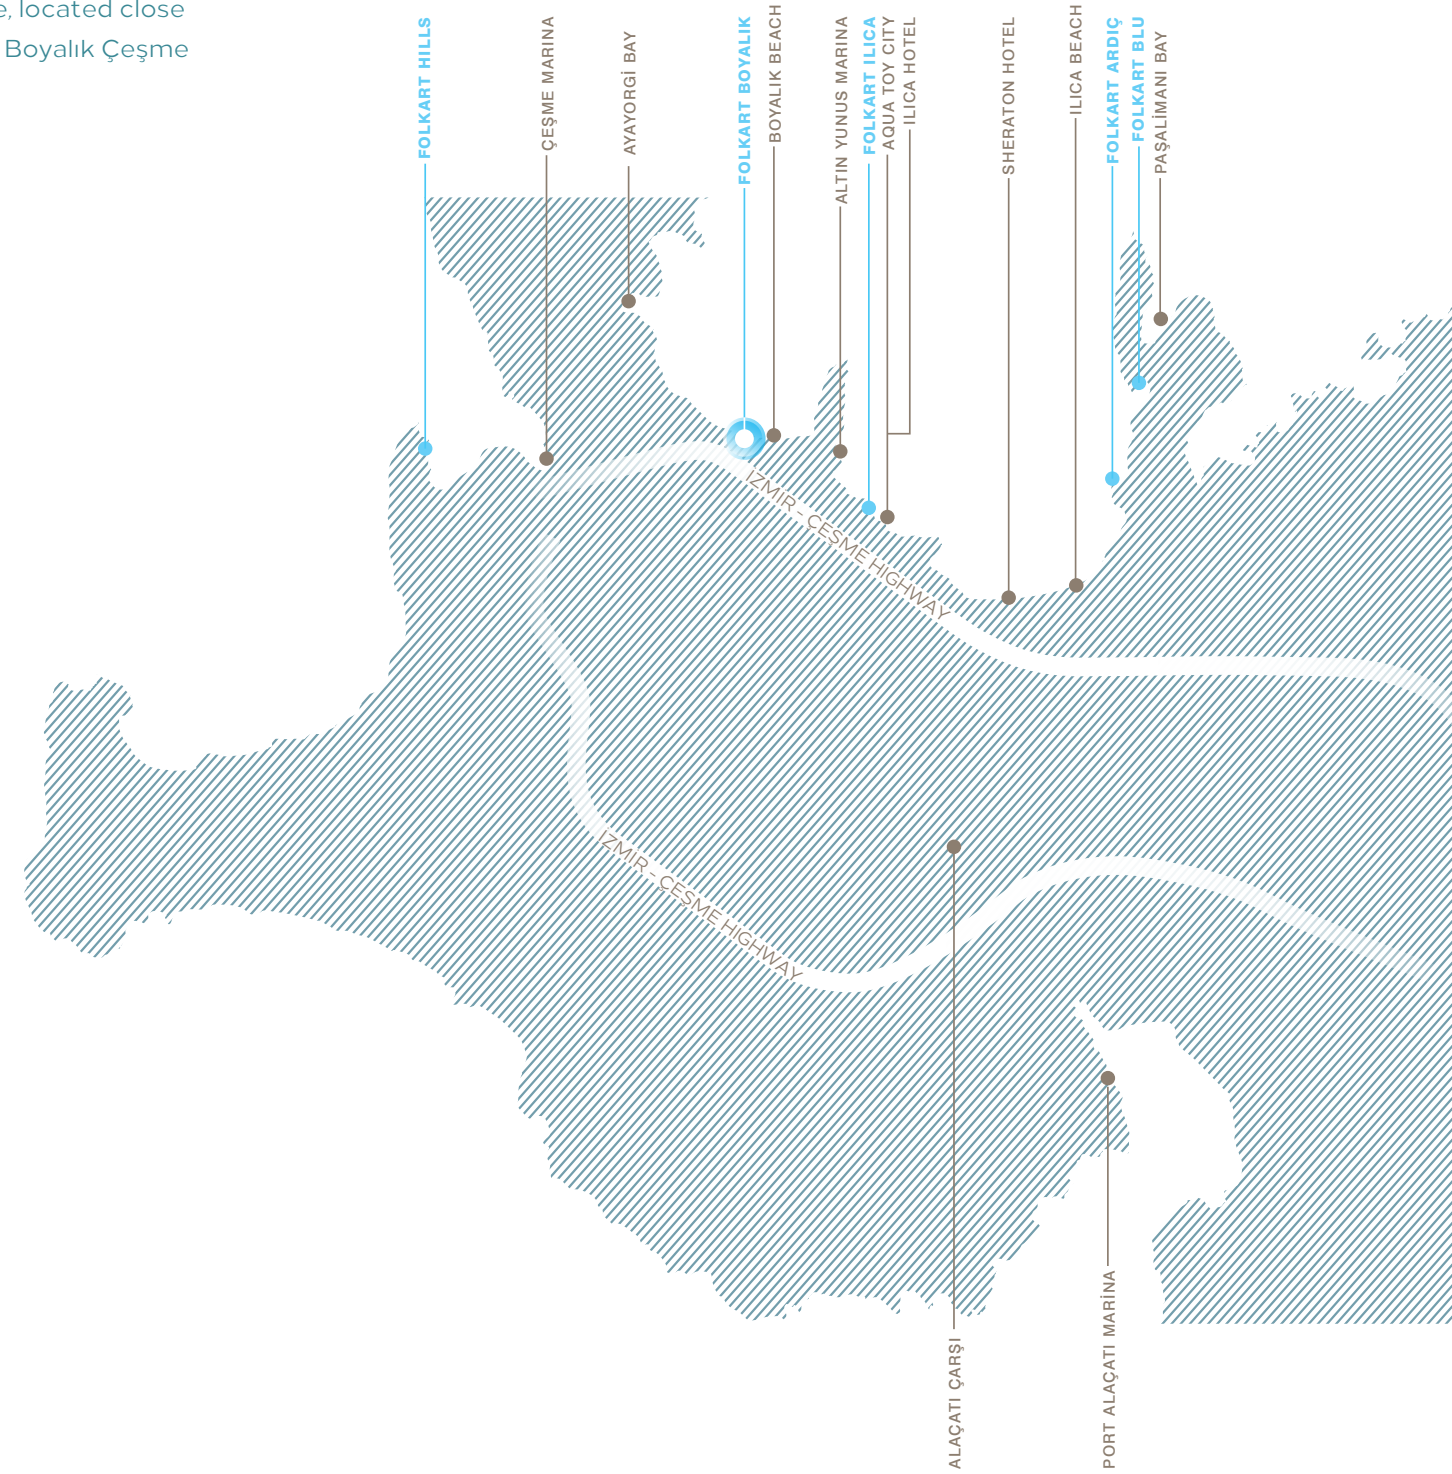 e, located close
Boyalık Çeşme
FOLKART HILLS
ÇEŞME MARINA
AYAYORGİ BAY
FOLKART BOYALIK
BOYALIK BEACH
ALTIN YUNUS MARINA
FOLKART ILICA
AQUA TOY CITY
ILICA HOTEL
SHERATON HOTEL
ILICA BEACH
FOLKART ARDIÇ
FOLKART BLU
PAŞALİMANI BAY
İZMİR - ÇEŞME HIGHWAY
İZMİR - ÇEŞME HIGHWAY
ALAÇATI ÇARŞI
PORT ALAÇATI MARİNA